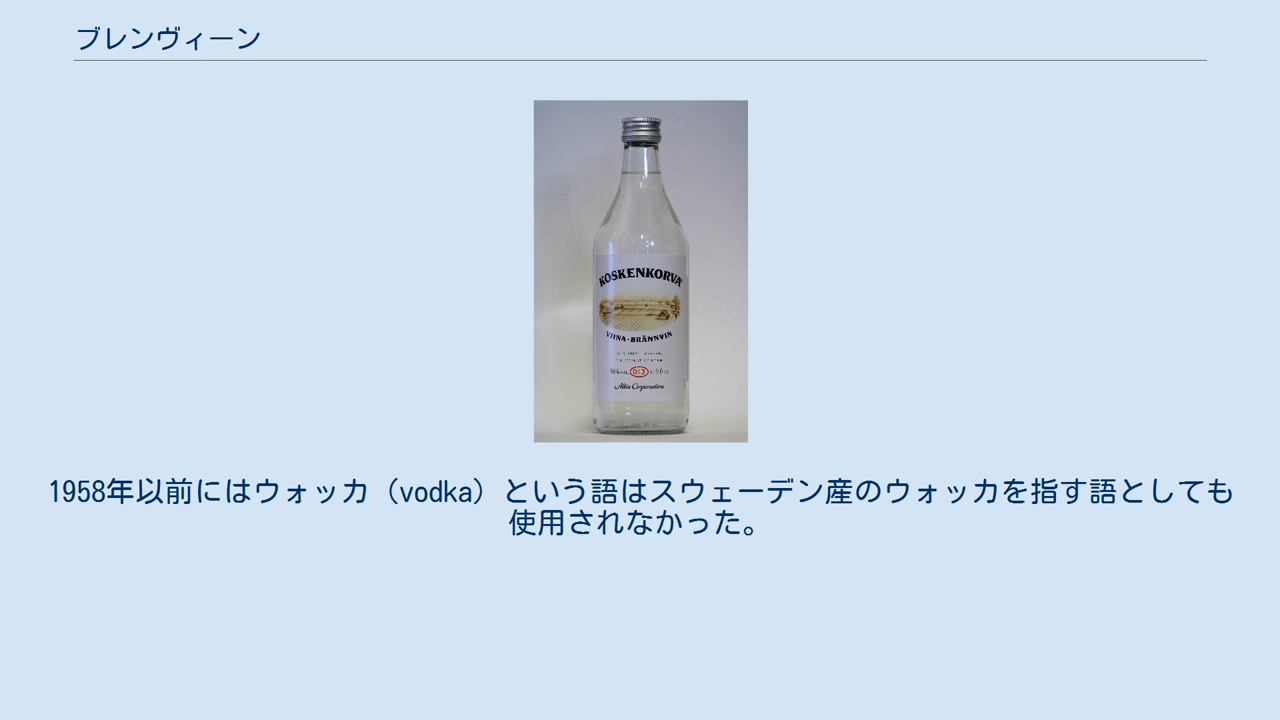 ブレンヴィーン
KOSKENKORVA
VIINA-BRÄNNVIN
013
Altia Corporation
1958年以前にはウォッカ（vodka）という語はスウェーデン産のウォッカを指す語としても
使用されなかった。